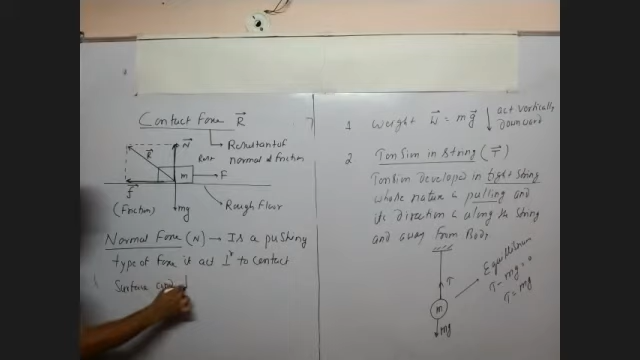 Contact Force R
Resultant of
normal & friction
N
R
Rest
m
F
f
(Friction)
mg
Rough Floor
Normal Force (N) → Is a pushing
type of force it act ⊥r to contact
Surface and
1 Weight W = mg
act vertically
downward
2 Tension in String (T)
Tension developed in tight string
whose nature is pulling and
its direction is along the string
and away from Body
T
m
mg
Equilibrium
T - mg = 0
T = mg